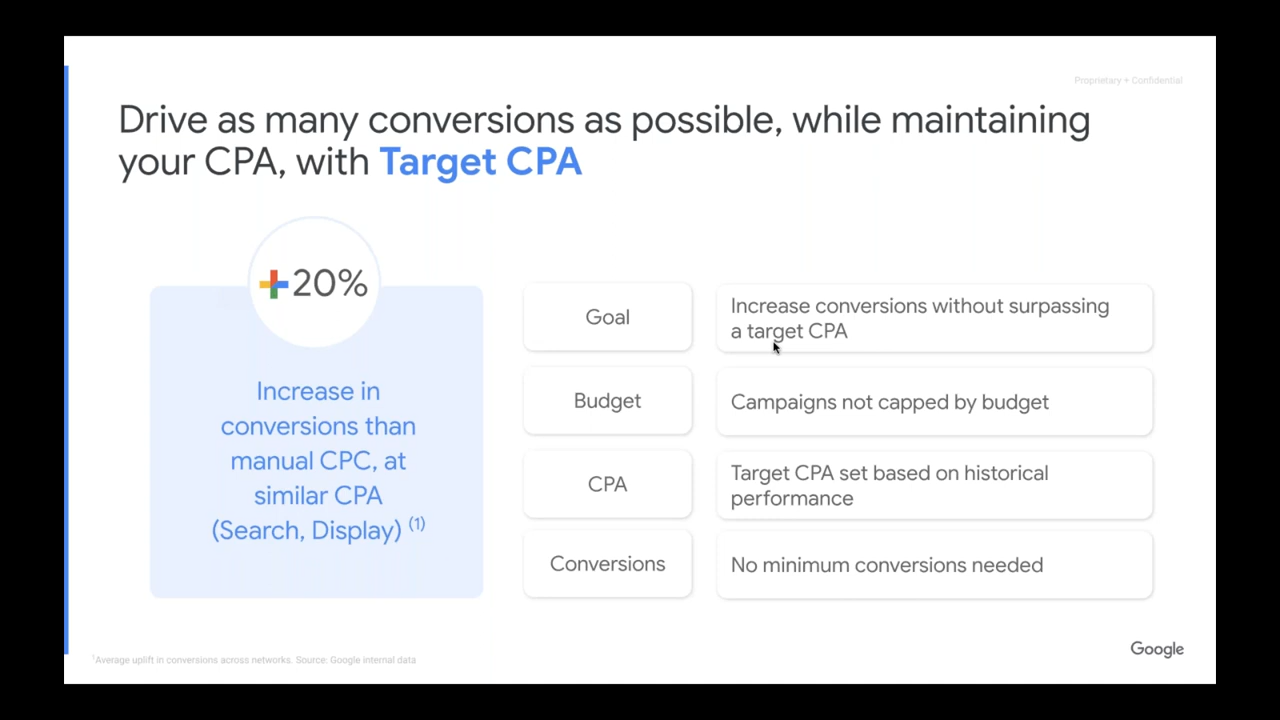 Proprietary + Confidential
Drive as many conversions as possible, while maintaining
your CPA, with Target CPA
+20%
Increase in
conversions than
manual CPC, at
similar CPA
(Search, Display) (1)
Goal
Increase conversions without surpassing
a target CPA
Budget
Campaigns not capped by budget
CPA
Target CPA set based on historical
performance
Conversions
No minimum conversions needed
1Average uplift in conversions across networks. Source: Google internal data
Google